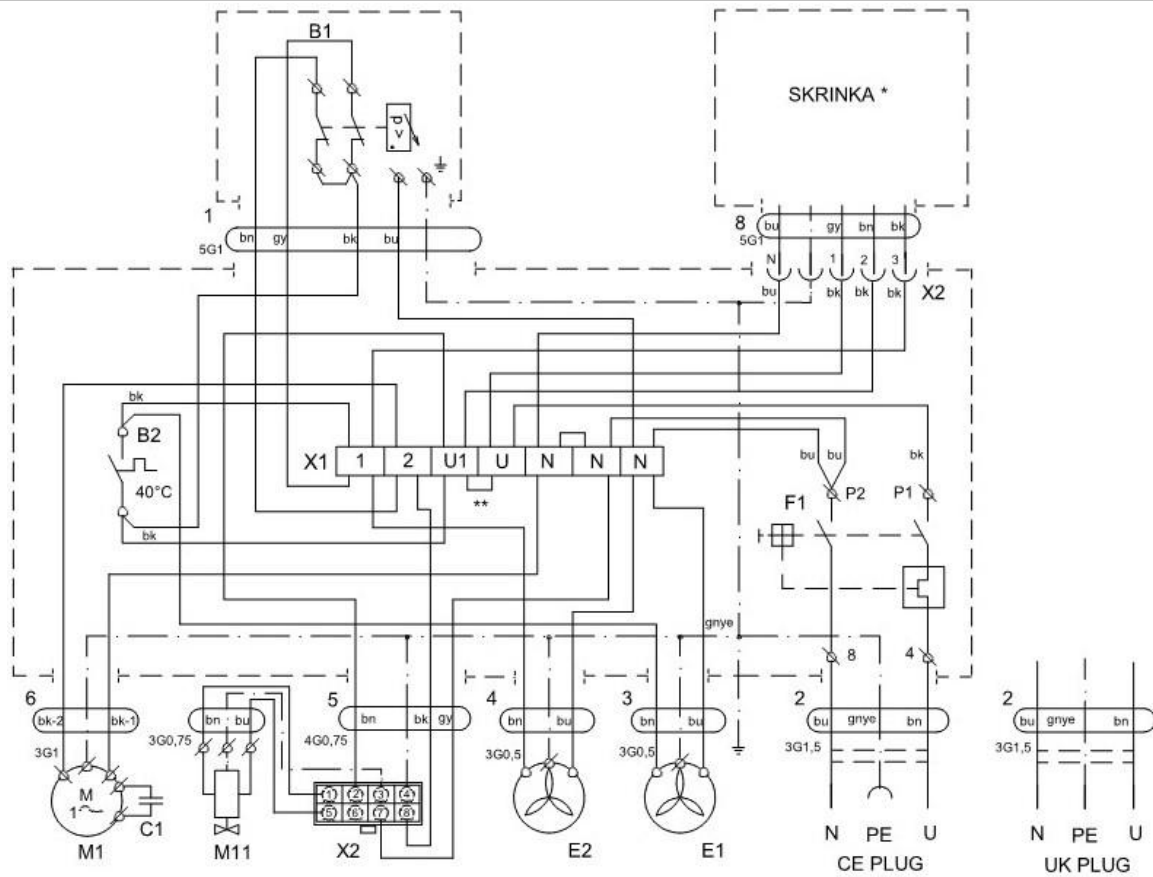 B1
SKRINKA *
p
<
1
bn gy bk bu
5G1
8
bu gy bn bk
5G1
N 1 2 3
bu bk bk bk
X2
bk
B2
40°C
bk
X1 1 2 U1 U N N N
**
bu bu bk
P2 P1
F1
gnye
8 4
6
bk-2 bk-1
3G1
bn bu
3G0,75
5
bn bk gy
4G0,75
4
bn bu
3G0,5
3
bn bu
3G0,5
2
bu gnye bn
3G1,5
2
bu gnye bn
3G1,5
M
1~
C1
M1
M11
1 2 3 4
5 6 7 8
X2
E2
E1
N PE U
CE PLUG
N PE U
UK PLUG